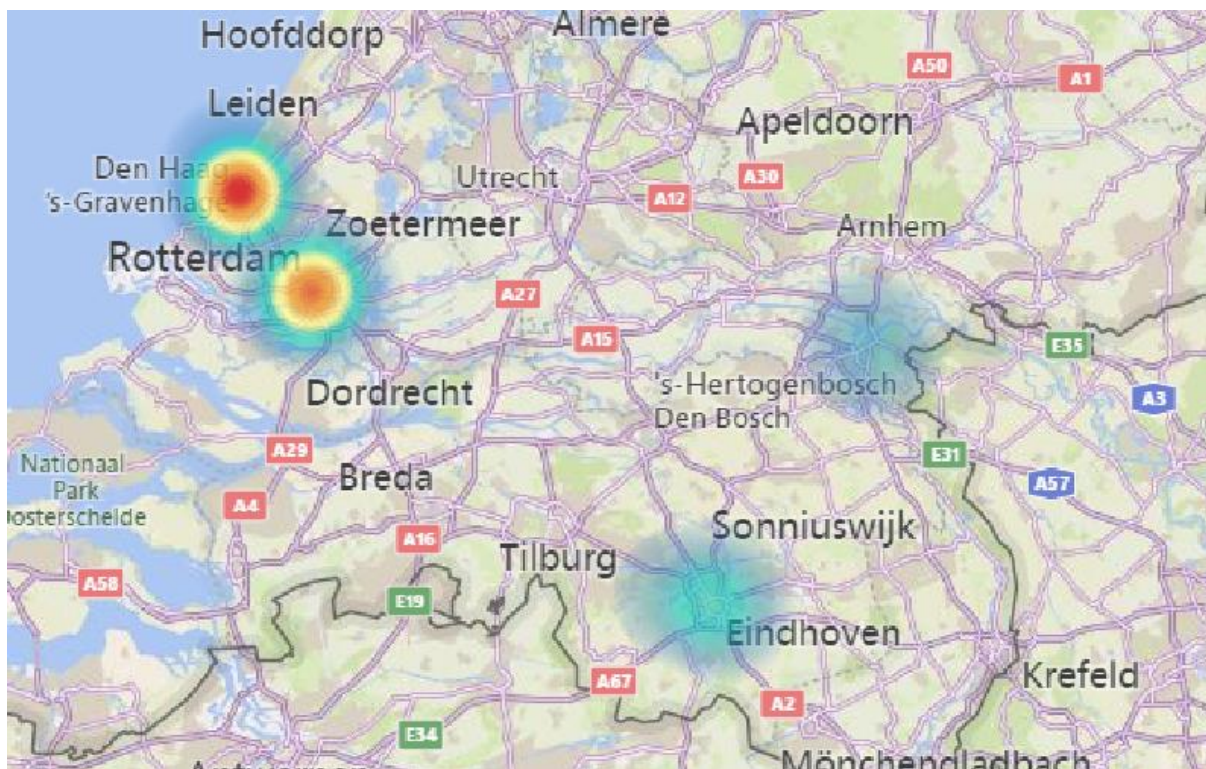 Hoofddorp
Almere
Leiden
A50
A1
Apeldoorn
Den Haag
's-Gravenhage
Utrecht
A30
A12
Zoetermeer
Arnhem
Rotterdam
A27
A15
E35
Dordrecht
's-Hertogenbosch
Den Bosch
A3
A29
E31
Nationaal
Park
Oosterschelde
Breda
A57
A4
A16
Sonniuswijk
Tilburg
A58
E19
Eindhoven
A67
Krefeld
A2
E34
Mönchengladbach